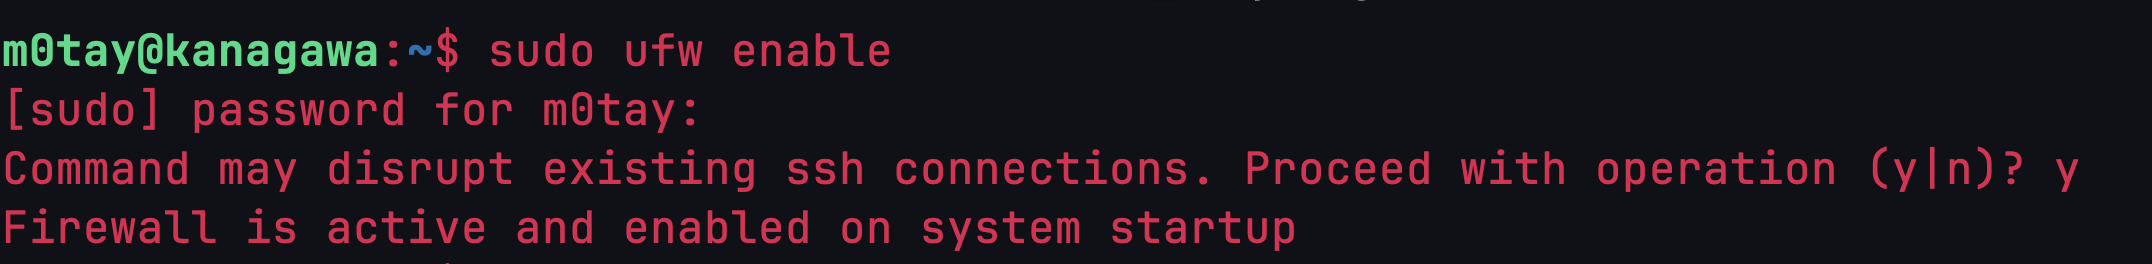 m0tay@kanagawa:~$ sudo ufw enable
[sudo] password for m0tay:
Command may disrupt existing ssh connections. Proceed with operation (y|n)? y
Firewall is active and enabled on system startup